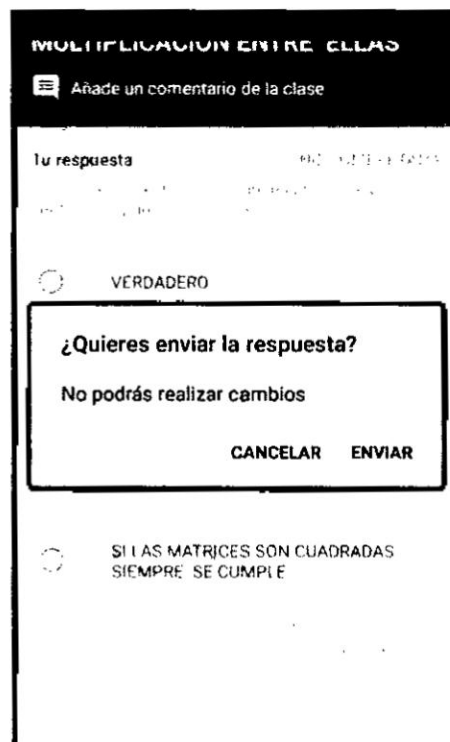 MULTIPLICACION ENTRE ELLAS
Añade un comentario de la clase
Tu respuesta
VERDADERO
¿Quieres enviar la respuesta?
No podrás realizar cambios
CANCELAR ENVIAR
SI LAS MATRICES SON CUADRADAS
SIEMPRE SE CUMPLE